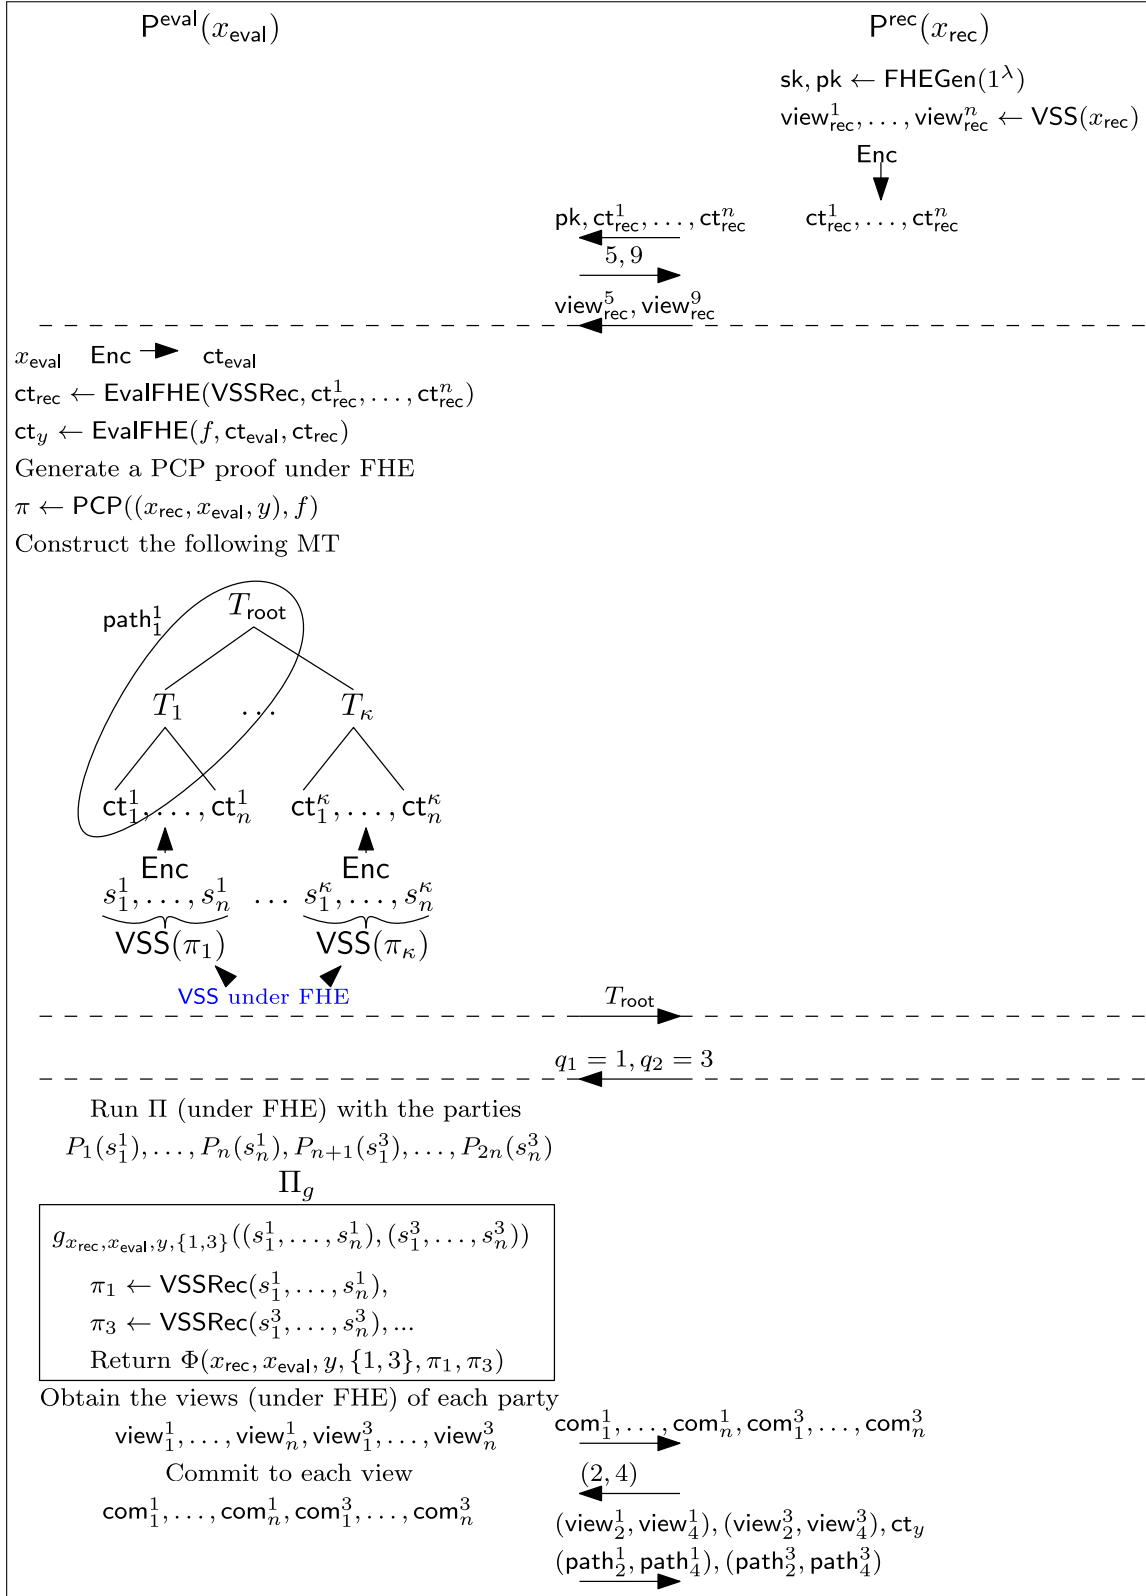 P^eval(x_eval) P^rec(x_rec)
sk, pk ← FHEGen(1^λ)
view^1_rec, . . . , view^n_rec ← VSS(x_rec)
Enc
pk, ct^1_rec, . . . , ct^n_rec ct^1_rec, . . . , ct^n_rec
5, 9
view^5_rec, view^9_rec
x_eval Enc → ct_eval
ct_rec ← EvalFHE(VSSRec, ct^1_rec, . . . , ct^n_rec)
ct_y ← EvalFHE(f, ct_eval, ct_rec)
Generate a PCP proof under FHE
π ← PCP((x_rec, x_eval, y), f)
Construct the following MT
path^1_1 T_root
T_1 . . . T_κ
ct^1_1, . . . , ct^1_n ct^κ_1, . . . , ct^κ_n
Enc Enc
s^1_1, . . . , s^1_n . . . s^κ_1, . . . , s^κ_n
VSS(π_1) VSS(π_κ)
VSS under FHE
T_root
q_1 = 1, q_2 = 3
Run Π (under FHE) with the parties
P_1(s^1_1), . . . , P_n(s^1_n), P_{n+1}(s^3_1), . . . , P_{2n}(s^3_n)
Π_g
g_{x_rec, x_eval, y, {1,3}}((s^1_1, . . . , s^1_n), (s^3_1, . . . , s^3_n))
π_1 ← VSSRec(s^1_1, . . . , s^1_n),
π_3 ← VSSRec(s^3_1, . . . , s^3_n), ...
Return Φ(x_rec, x_eval, y, {1, 3}, π_1, π_3)
Obtain the views (under FHE) of each party
view^1_1, . . . , view^1_n, view^3_1, . . . , view^3_n
Commit to each view
com^1_1, . . . , com^1_n, com^3_1, . . . , com^3_n
com^1_1, . . . , com^1_n, com^3_1, . . . , com^3_n
(2, 4)
(view^1_2, view^1_4), (view^3_2, view^3_4), ct_y
(path^1_2, path^1_4), (path^3_2, path^3_4)